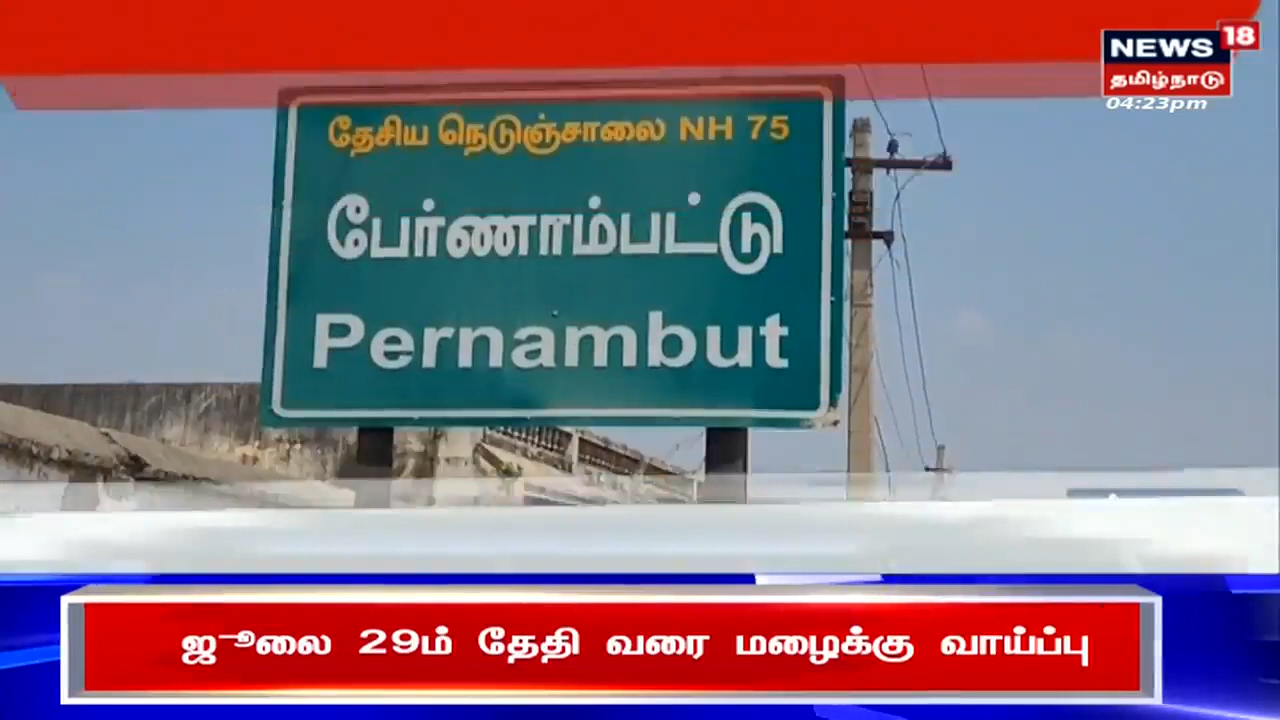 NEWS 18
தமிழ்நாடு
04:23pm
தேசிய நெடுஞ்சாலை NH 75
பேர்ணாம்பட்டு
Pernambut
ஜூலை 29ம் தேதி வரை மழைக்கு வாய்ப்பு